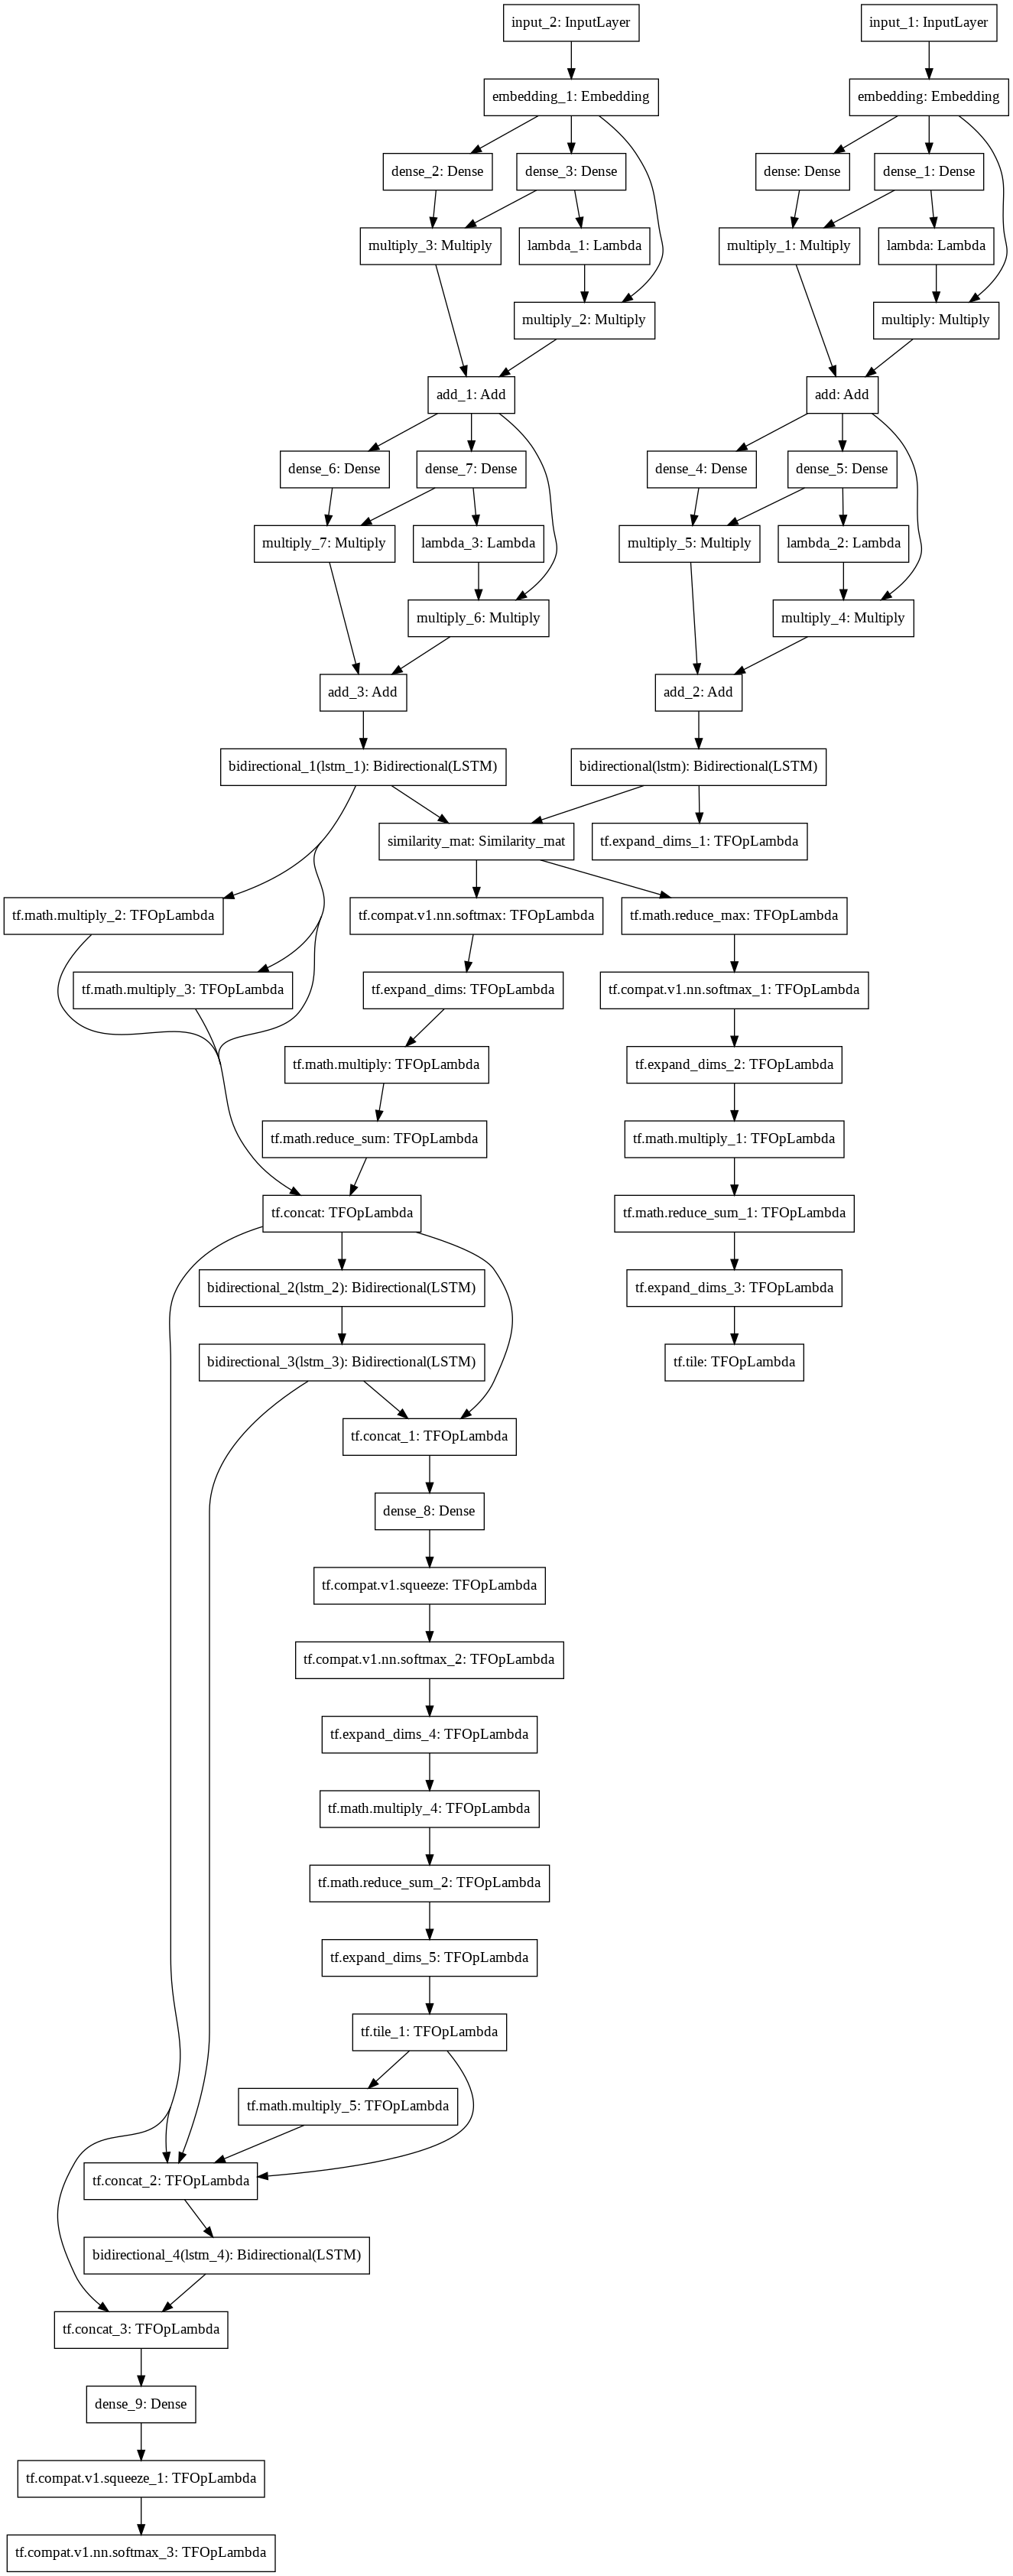 input_2: InputLayer
input_1: InputLayer
embedding_1: Embedding
embedding: Embedding
dense_2: Dense
dense_3: Dense
dense: Dense
dense_1: Dense
multiply_3: Multiply
lambda_1: Lambda
multiply_1: Multiply
lambda: Lambda
multiply_2: Multiply
multiply: Multiply
add_1: Add
add: Add
dense_6: Dense
dense_7: Dense
dense_4: Dense
dense_5: Dense
multiply_7: Multiply
lambda_3: Lambda
multiply_5: Multiply
lambda_2: Lambda
multiply_6: Multiply
multiply_4: Multiply
add_3: Add
add_2: Add
bidirectional_1(lstm_1): Bidirectional(LSTM)
bidirectional(lstm): Bidirectional(LSTM)
similarity_mat: Similarity_mat
tf.expand_dims_1: TFOpLambda
tf.math.multiply_2: TFOpLambda
tf.compat.v1.nn.softmax: TFOpLambda
tf.math.reduce_max: TFOpLambda
tf.math.multiply_3: TFOpLambda
tf.expand_dims: TFOpLambda
tf.compat.v1.nn.softmax_1: TFOpLambda
tf.math.multiply: TFOpLambda
tf.expand_dims_2: TFOpLambda
tf.math.reduce_sum: TFOpLambda
tf.math.multiply_1: TFOpLambda
tf.concat: TFOpLambda
tf.math.reduce_sum_1: TFOpLambda
bidirectional_2(lstm_2): Bidirectional(LSTM)
tf.expand_dims_3: TFOpLambda
bidirectional_3(lstm_3): Bidirectional(LSTM)
tf.tile: TFOpLambda
tf.concat_1: TFOpLambda
dense_8: Dense
tf.compat.v1.squeeze: TFOpLambda
tf.compat.v1.nn.softmax_2: TFOpLambda
tf.expand_dims_4: TFOpLambda
tf.math.multiply_4: TFOpLambda
tf.math.reduce_sum_2: TFOpLambda
tf.expand_dims_5: TFOpLambda
tf.tile_1: TFOpLambda
tf.math.multiply_5: TFOpLambda
tf.concat_2: TFOpLambda
bidirectional_4(lstm_4): Bidirectional(LSTM)
tf.concat_3: TFOpLambda
dense_9: Dense
tf.compat.v1.squeeze_1: TFOpLambda
tf.compat.v1.nn.softmax_3: TFOpLambda